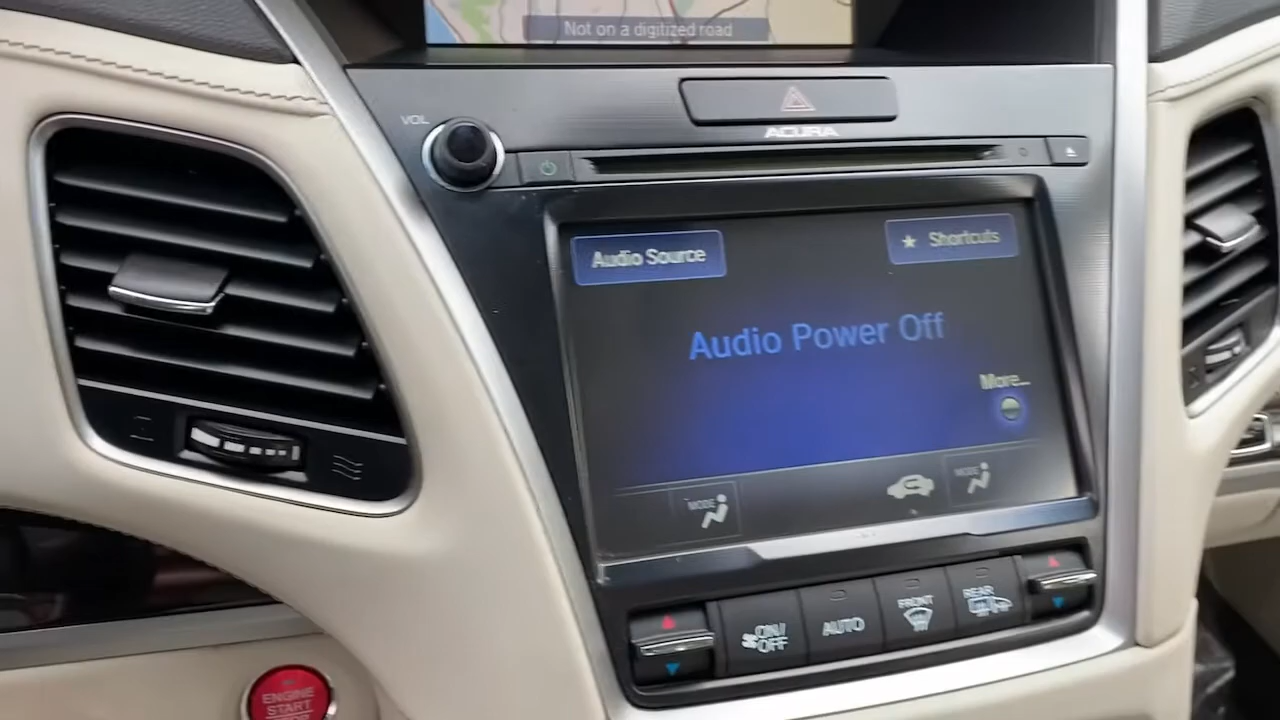 Not on a digitized road
VOL
ACURA
Audio Source
★ Shortcuts
Audio Power Off
More...
MODE
MODE
ON/
OFF
AUTO
FRONT
REAR
ENGINE
START